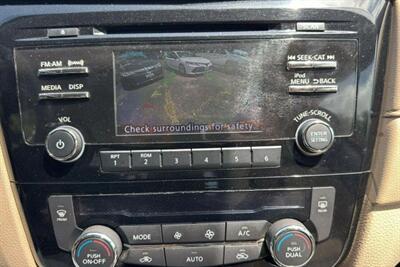 FM·AM
MEDIA DISP
SEEK·CAT
iPod
MENU BACK
Check surroundings for safety.
VOL
TUNE·SCROLL
ENTER
SETTING
RPT
1
RDM
2
3 4 5 6
MODE A/C
AUTO
PUSH
ON·OFF
PUSH
DUAL